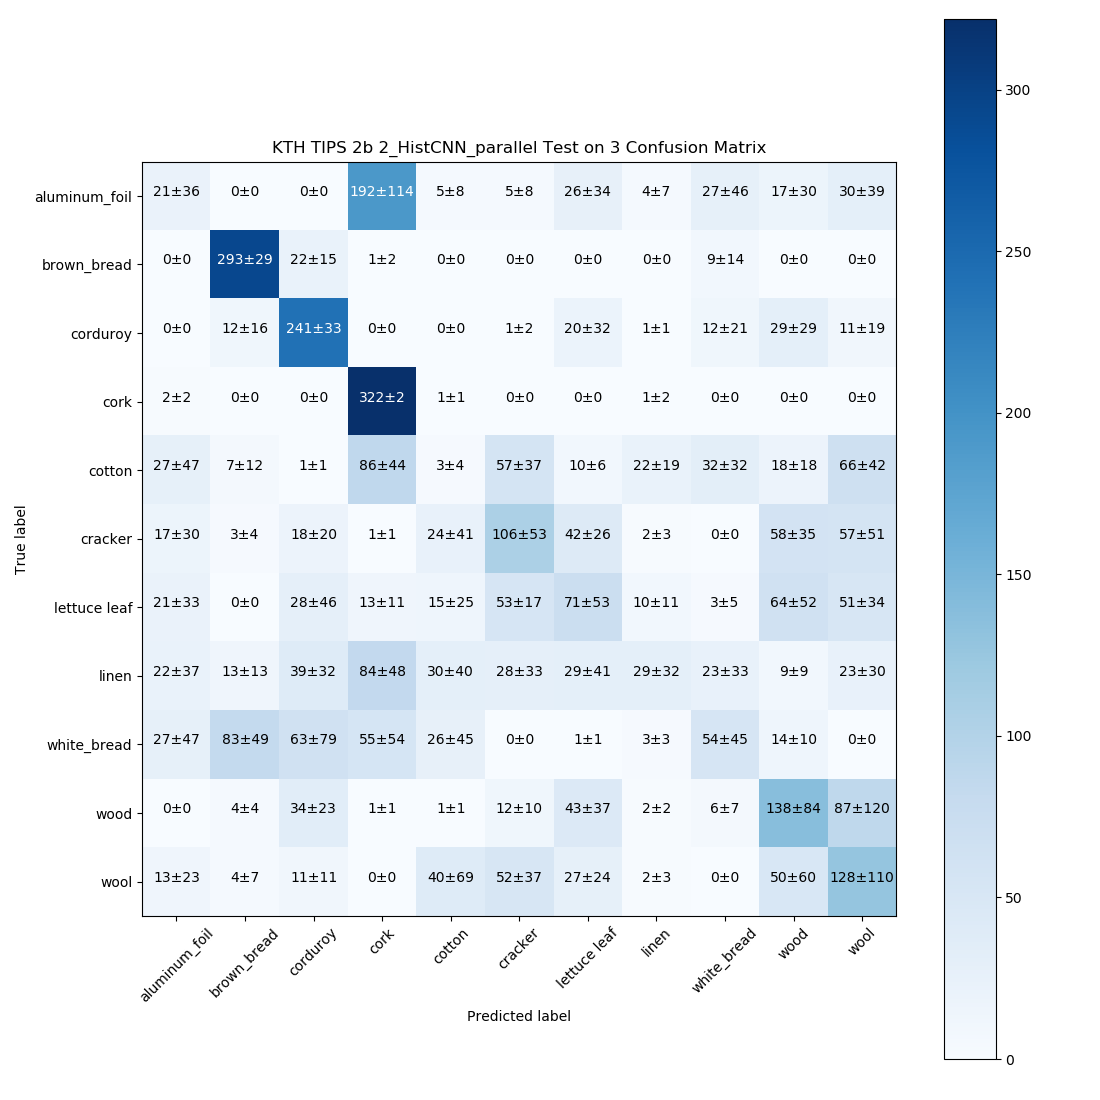 KTH TIPS 2b 2_HistCNN_parallel Test on 3 Confusion Matrix
aluminum_foil 21±36 0±0 0±0 192±114 5±8 5±8 26±34 4±7 27±46 17±30 30±39
brown_bread 0±0 293±29 22±15 1±2 0±0 0±0 0±0 0±0 9±14 0±0 0±0
corduroy 0±0 12±16 241±33 0±0 0±0 1±2 20±32 1±1 12±21 29±29 11±19
cork 2±2 0±0 0±0 322±2 1±1 0±0 0±0 1±2 0±0 0±0 0±0
cotton 27±47 7±12 1±1 86±44 3±4 57±37 10±6 22±19 32±32 18±18 66±42
cracker 17±30 3±4 18±20 1±1 24±41 106±53 42±26 2±3 0±0 58±35 57±51
lettuce leaf 21±33 0±0 28±46 13±11 15±25 53±17 71±53 10±11 3±5 64±52 51±34
linen 22±37 13±13 39±32 84±48 30±40 28±33 29±41 29±32 23±33 9±9 23±30
white_bread 27±47 83±49 63±79 55±54 26±45 0±0 1±1 3±3 54±45 14±10 0±0
wood 0±0 4±4 34±23 1±1 1±1 12±10 43±37 2±2 6±7 138±84 87±120
wool 13±23 4±7 11±11 0±0 40±69 52±37 27±24 2±3 0±0 50±60 128±110
True label
aluminum_foil brown_bread corduroy cork cotton cracker lettuce leaf linen white_bread wood wool
Predicted label
300
250
200
150
100
50
0